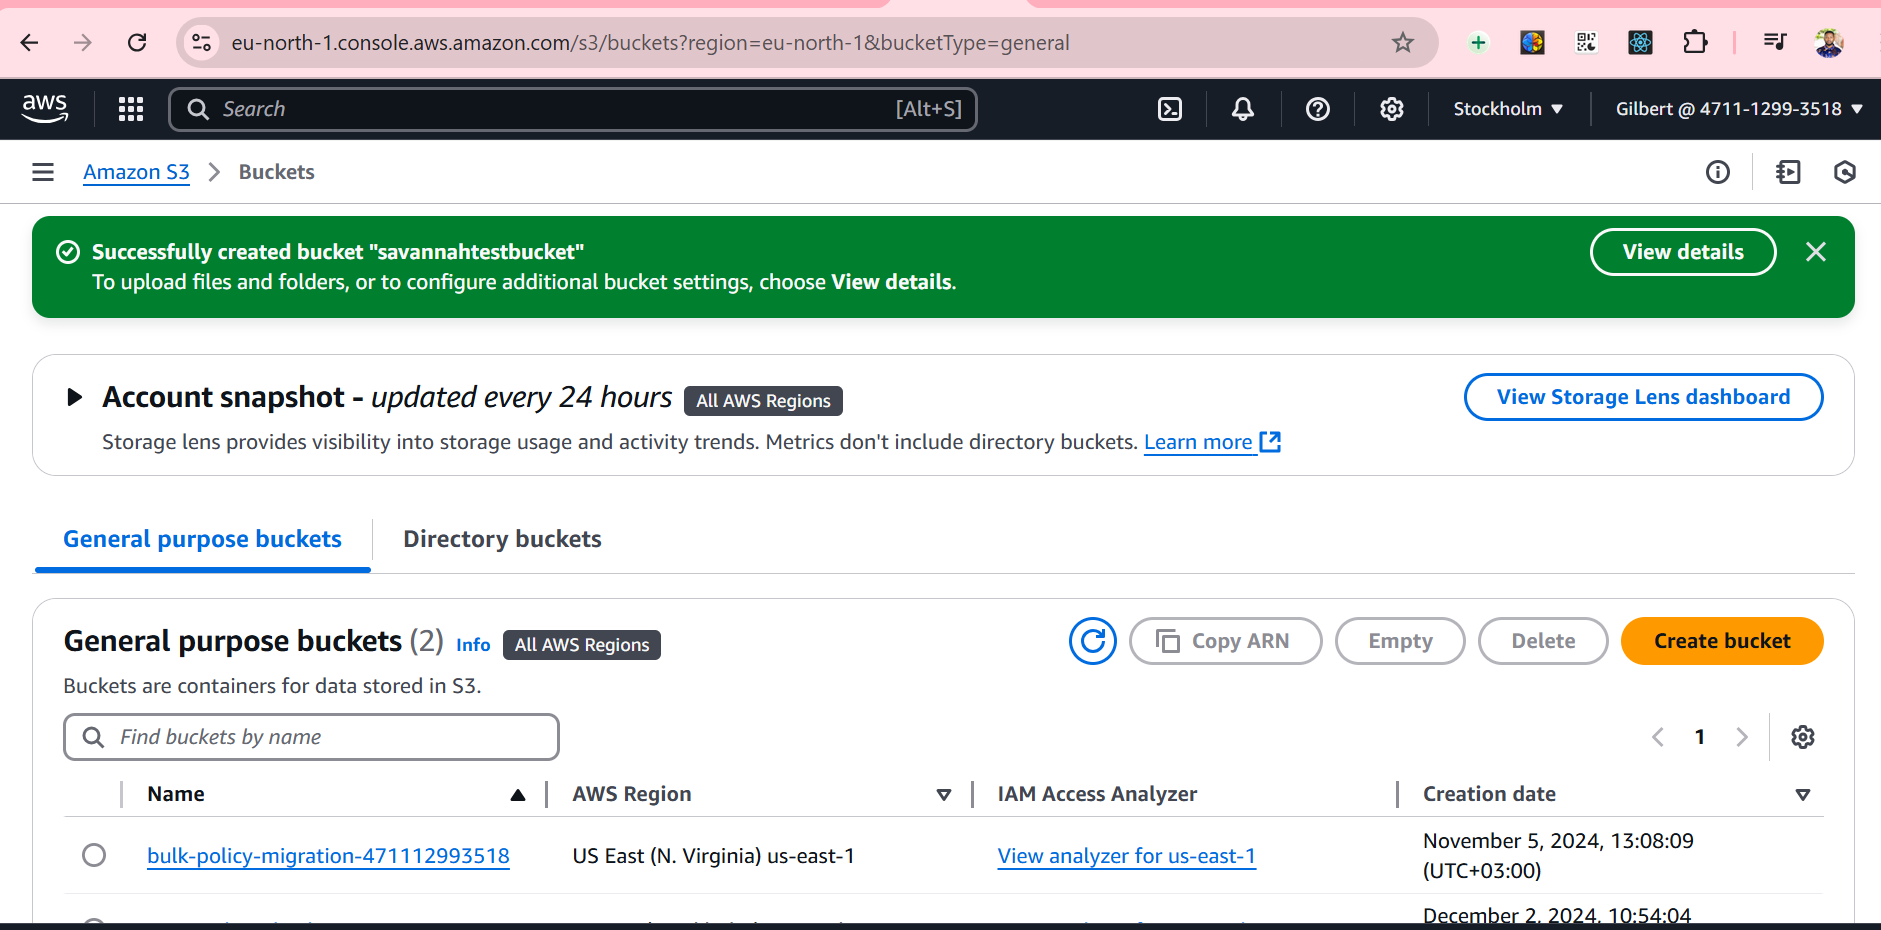 eu-north-1.console.aws.amazon.com/s3/buckets?region=eu-north-1&bucketType=general
aws
Search
[Alt+S]
Stockholm
Gilbert @ 4711-1299-3518
Amazon S3
Buckets
Successfully created bucket "savannahtestbucket"
To upload files and folders, or to configure additional bucket settings, choose View details.
View details
Account snapshot - updated every 24 hours
All AWS Regions
View Storage Lens dashboard
Storage lens provides visibility into storage usage and activity trends. Metrics don't include directory buckets. Learn more
General purpose buckets
Directory buckets
General purpose buckets (2)
Info
All AWS Regions
Copy ARN
Empty
Delete
Create bucket
Buckets are containers for data stored in S3.
Find buckets by name
1
Name
AWS Region
IAM Access Analyzer
Creation date
bulk-policy-migration-471112993518
US East (N. Virginia) us-east-1
View analyzer for us-east-1
November 5, 2024, 13:08:09
(UTC+03:00)
December 2, 2024, 10:54:04